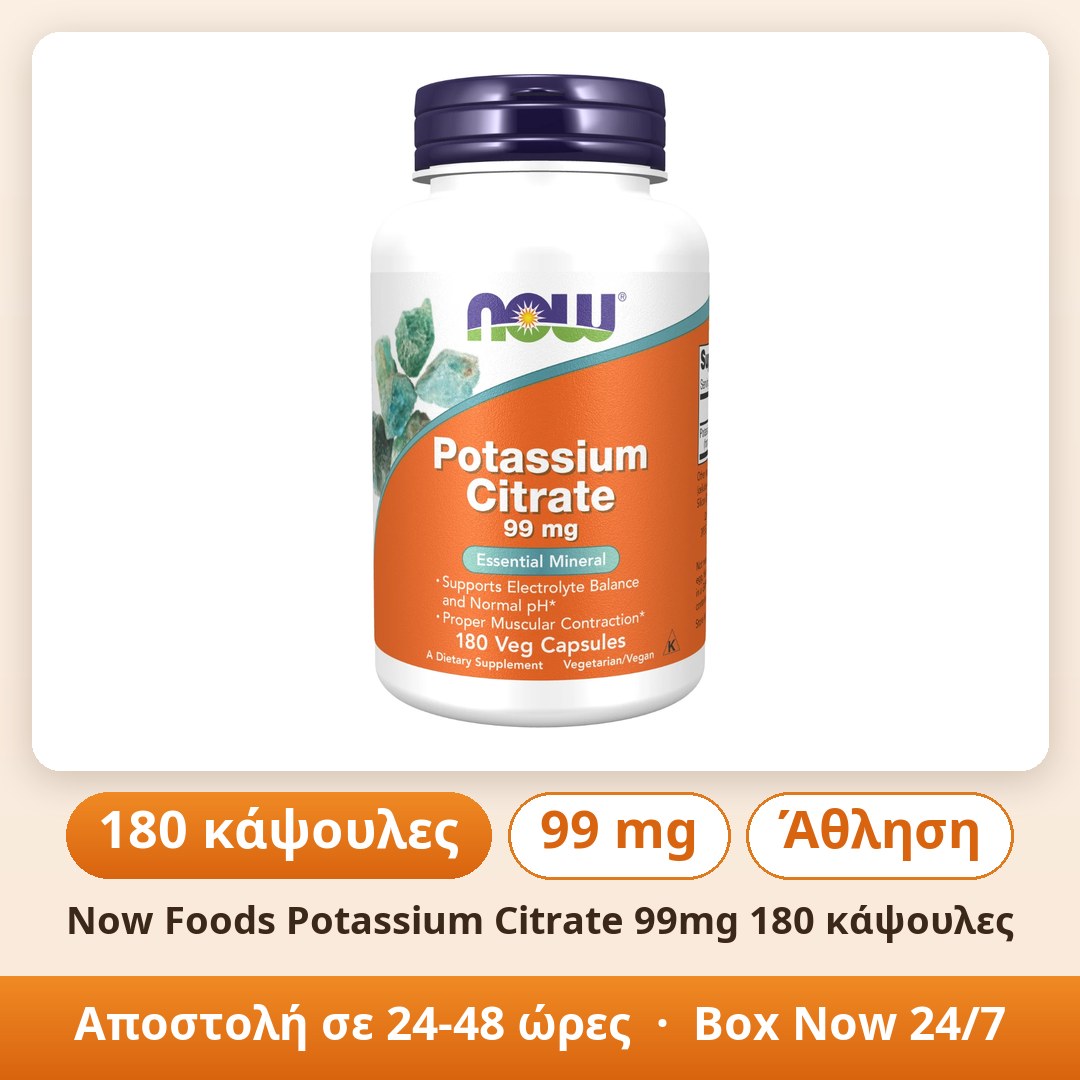 now®
Potassium
Citrate
99 mg
Essential Mineral
• Supports Electrolyte Balance
and Normal pH*
• Proper Muscular Contraction*
180 Veg Capsules
A Dietary Supplement Vegetarian/Vegan
K
180 κάψουλες
99 mg
Άθληση
Now Foods Potassium Citrate 99mg 180 κάψουλες
Αποστολή σε 24-48 ώρες · Box Now 24/7